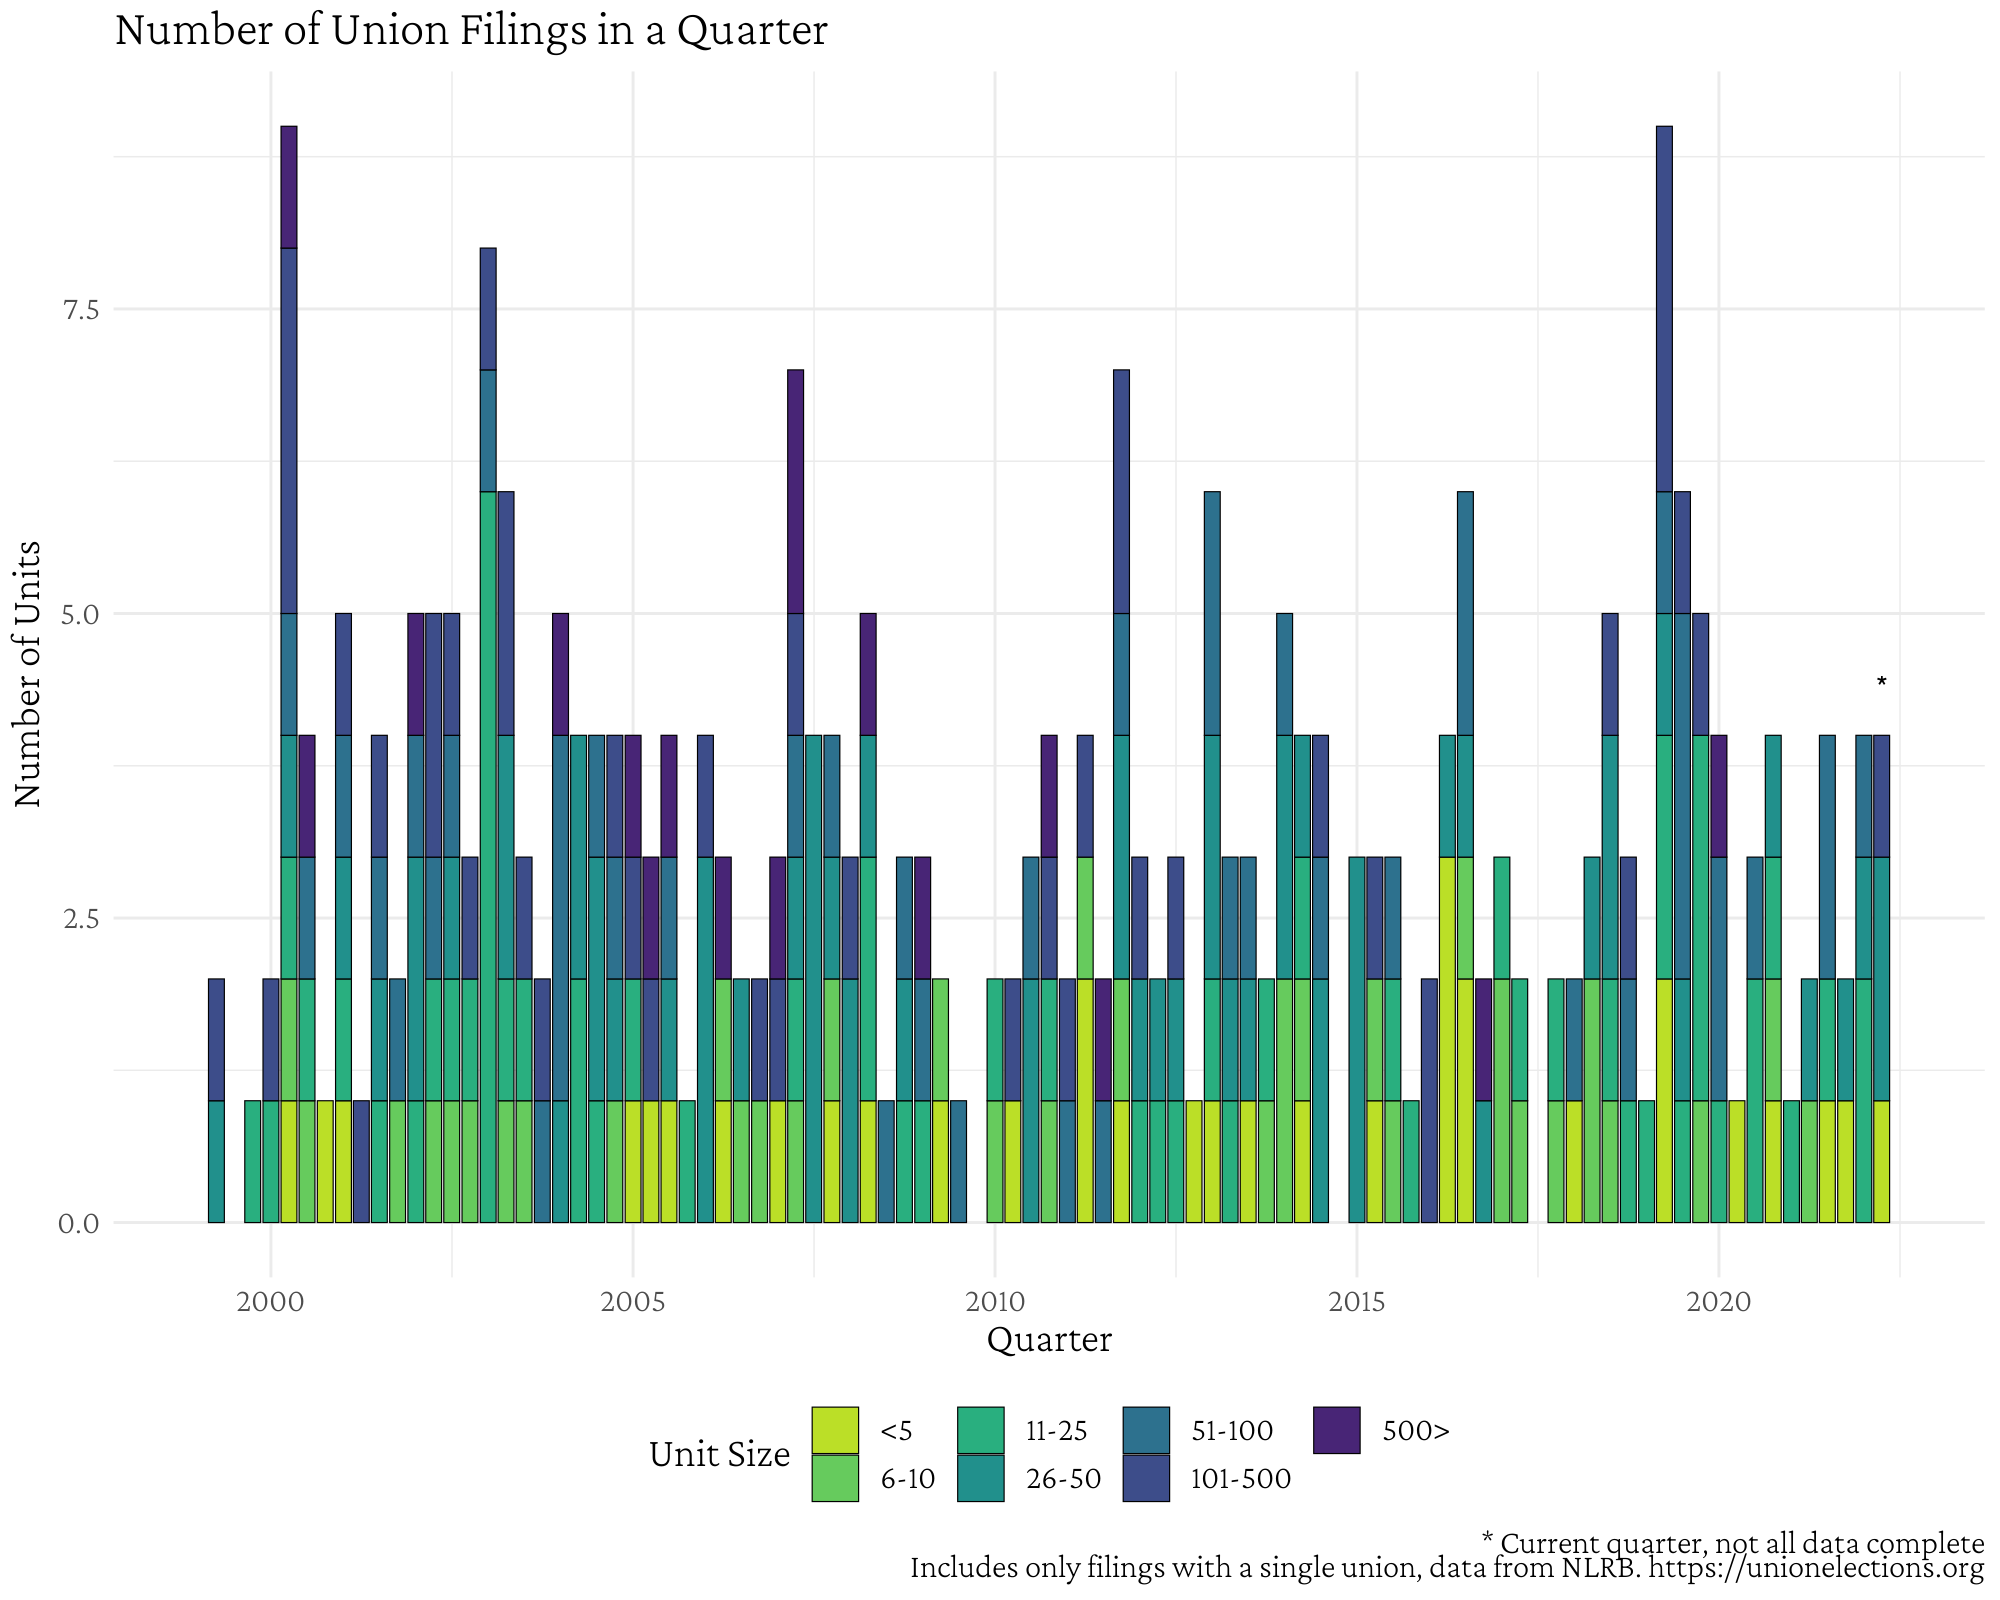 Number of Union Filings in a Quarter
Number of Units
7.5
5.0
2.5
0.0
*
2000 2005 2010 2015 2020
Quarter
Unit Size
<5 11-25 51-100 500>
6-10 26-50 101-500
* Current quarter, not all data complete
Includes only filings with a single union, data from NLRB. https://unionelections.org